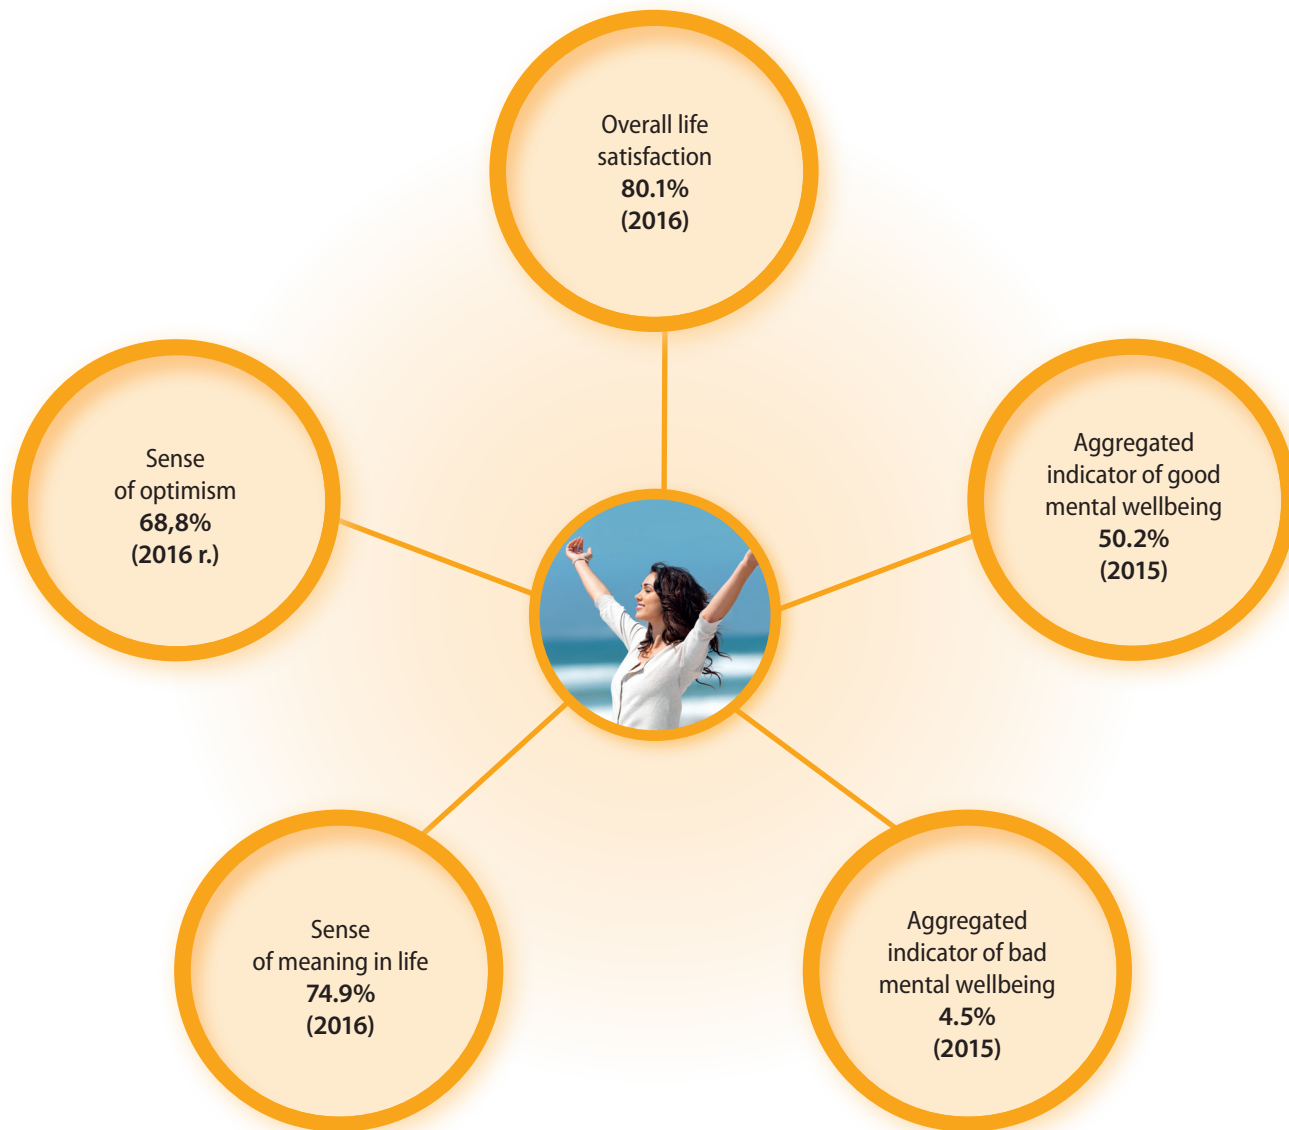 Overall life
satisfaction
80.1%
(2016)
Sense
of optimism
68,8%
(2016 r.)
Aggregated
indicator of good
mental wellbeing
50.2%
(2015)
Sense
of meaning in life
74.9%
(2016)
Aggregated
indicator of bad
mental wellbeing
4.5%
(2015)